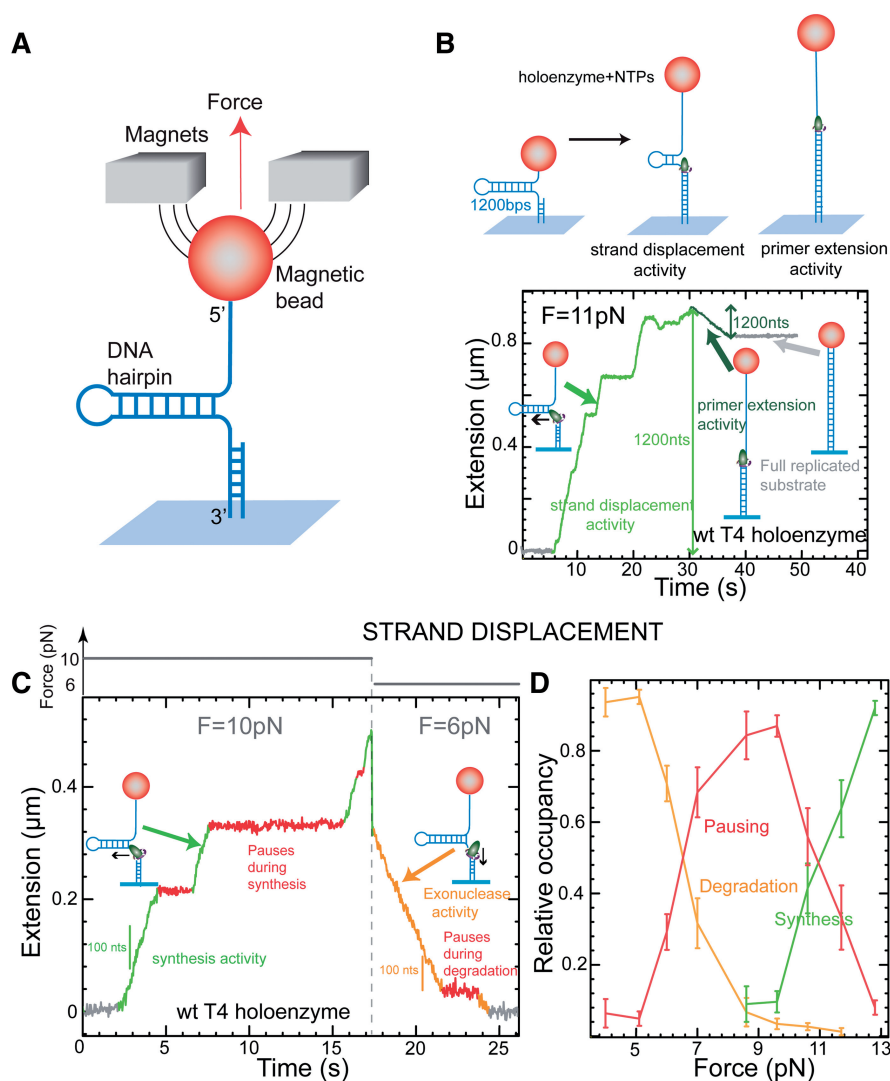 A
Force
Magnets
Magnetic
bead
5'
DNA
hairpin
3'
B
holoenzyme+NTPs
1200bps
strand displacement
activity
primer extension
activity
F=11pN
1200nts
primer extension
activity
1200nts
Full replicated
substrate
strand displacement
activity
wt T4 holoenzyme
Extension (μm)
0.8
0.4
0
10
20
30
40
50
60
40
Time (s)
STRAND DISPLACEMENT
Force (pN)
10
6
C
F=10pN
F=6pN
Extension (μm)
0.4
0.2
0
Pauses
during
synthesis
Exonuclease
activity
100 nts
synthesis activity
100 nts
Pauses
during
degradation
wt T4 holoenzyme
0
5
10
15
20
25
Time (s)
D
Relative occupancy
0.8
0.6
0.4
0.2
Pausing
Degradation
Synthesis
5
7
9
11
13
Force (pN)